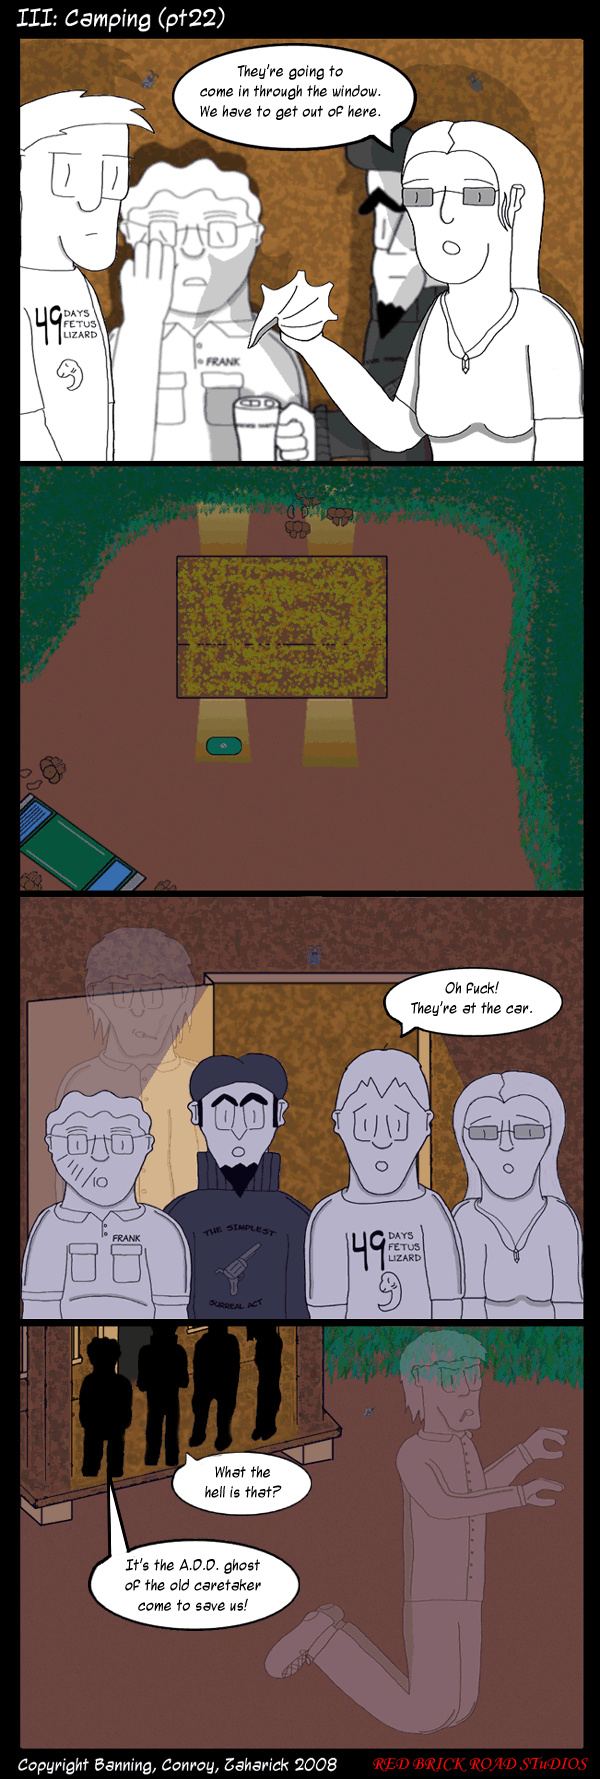 III: Camping (pt22)
They're going to
come in through the window.
We have to get out of here.
49 DAYS
FETUS
LIZARD
FRANK
Oh fuck!
They're at the car.
FRANK
THE SIMPLEST
SURREAL ACT
49 DAYS
FETUS
LIZARD
What the
hell is that?
It's the A.D.D. ghost
of the old caretaker
come to save us!
Copyright Banning, Conroy, Zaharick 2008
RED BRICK ROAD STuDIOS